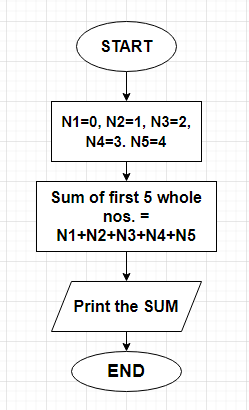 START
N1=0, N2=1, N3=2,
N4=3. N5=4
Sum of first 5 whole
nos. =
N1+N2+N3+N4+N5
Print the SUM
END